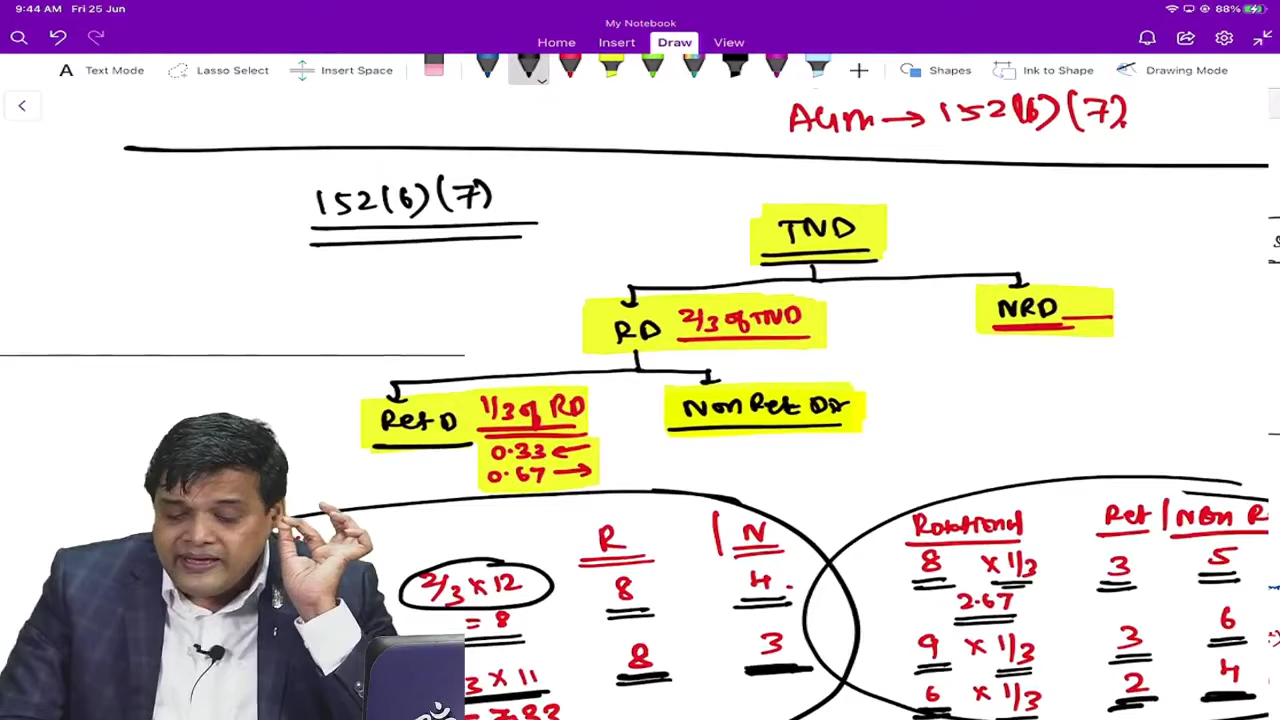 9:44 AM Fri 25 Jun
88%
My Notebook
Home Insert Draw View
A Text Mode Lasso Select Insert Space Shapes Ink to Shape Drawing Mode
→ 152(6)(7)
152(6)(7)
TND
RD 2/3 of TND
NRD
Ret D 1/3 of RD
Non Ret Dir
0.33 ←
0.67 →
R | N
Rotational Ret | Non R
2/3 × 12 8 4
8 × 1/3 3 5
= 8
2.67
8 3
9 × 1/3 3 6
3 × 11
6 × 1/3 2 4